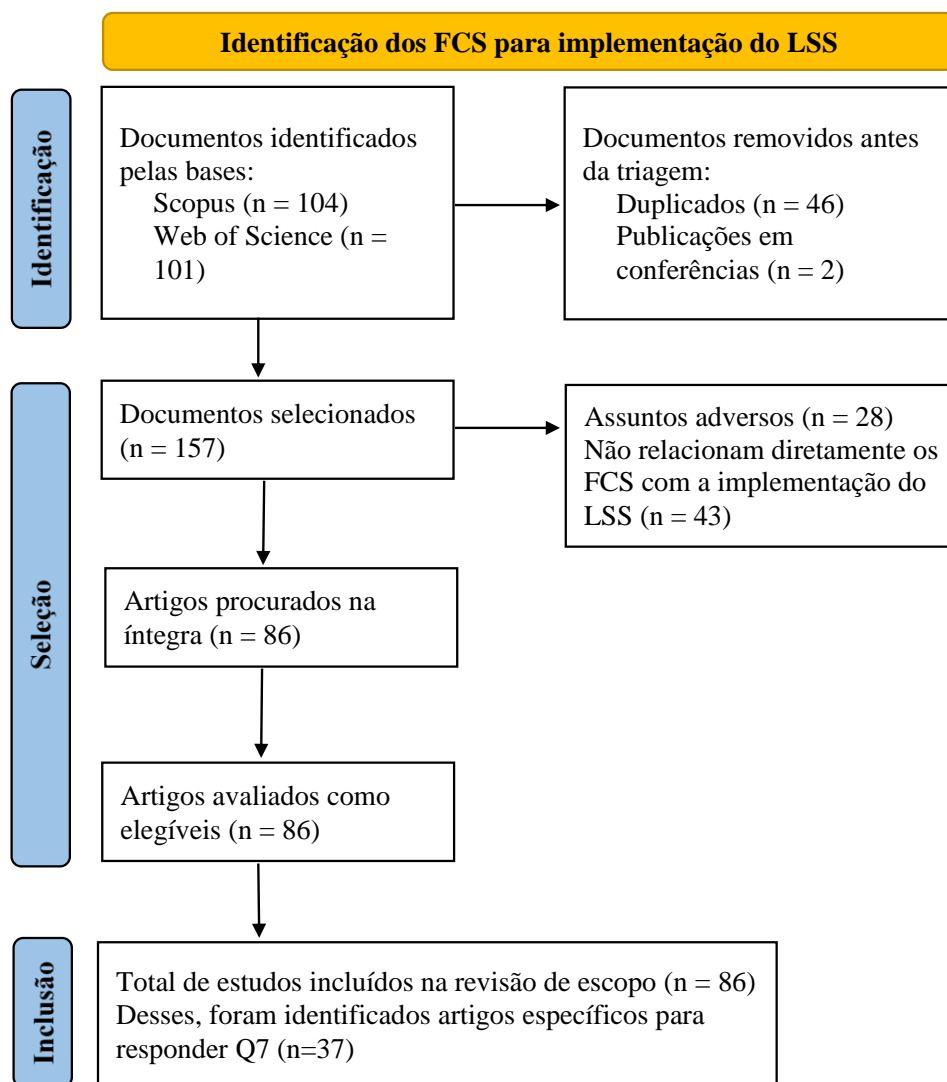 Identificação dos FCS para implementação do LSS
Identificação
Documentos identificados
pelas bases:
Scopus (n = 104)
Web of Science (n =
101)
Documentos removidos antes
da triagem:
Duplicados (n = 46)
Publicações em
conferências (n = 2)
Seleção
Documentos selecionados
(n = 157)
Assuntos adversos (n = 28)
Não relacionam diretamente os
FCS com a implementação do
LSS (n = 43)
Artigos procurados na
íntegra (n = 86)
Artigos avaliados como
elegíveis (n = 86)
Inclusão
Total de estudos incluídos na revisão de escopo (n = 86)
Desses, foram identificados artigos específicos para
responder Q7 (n=37)